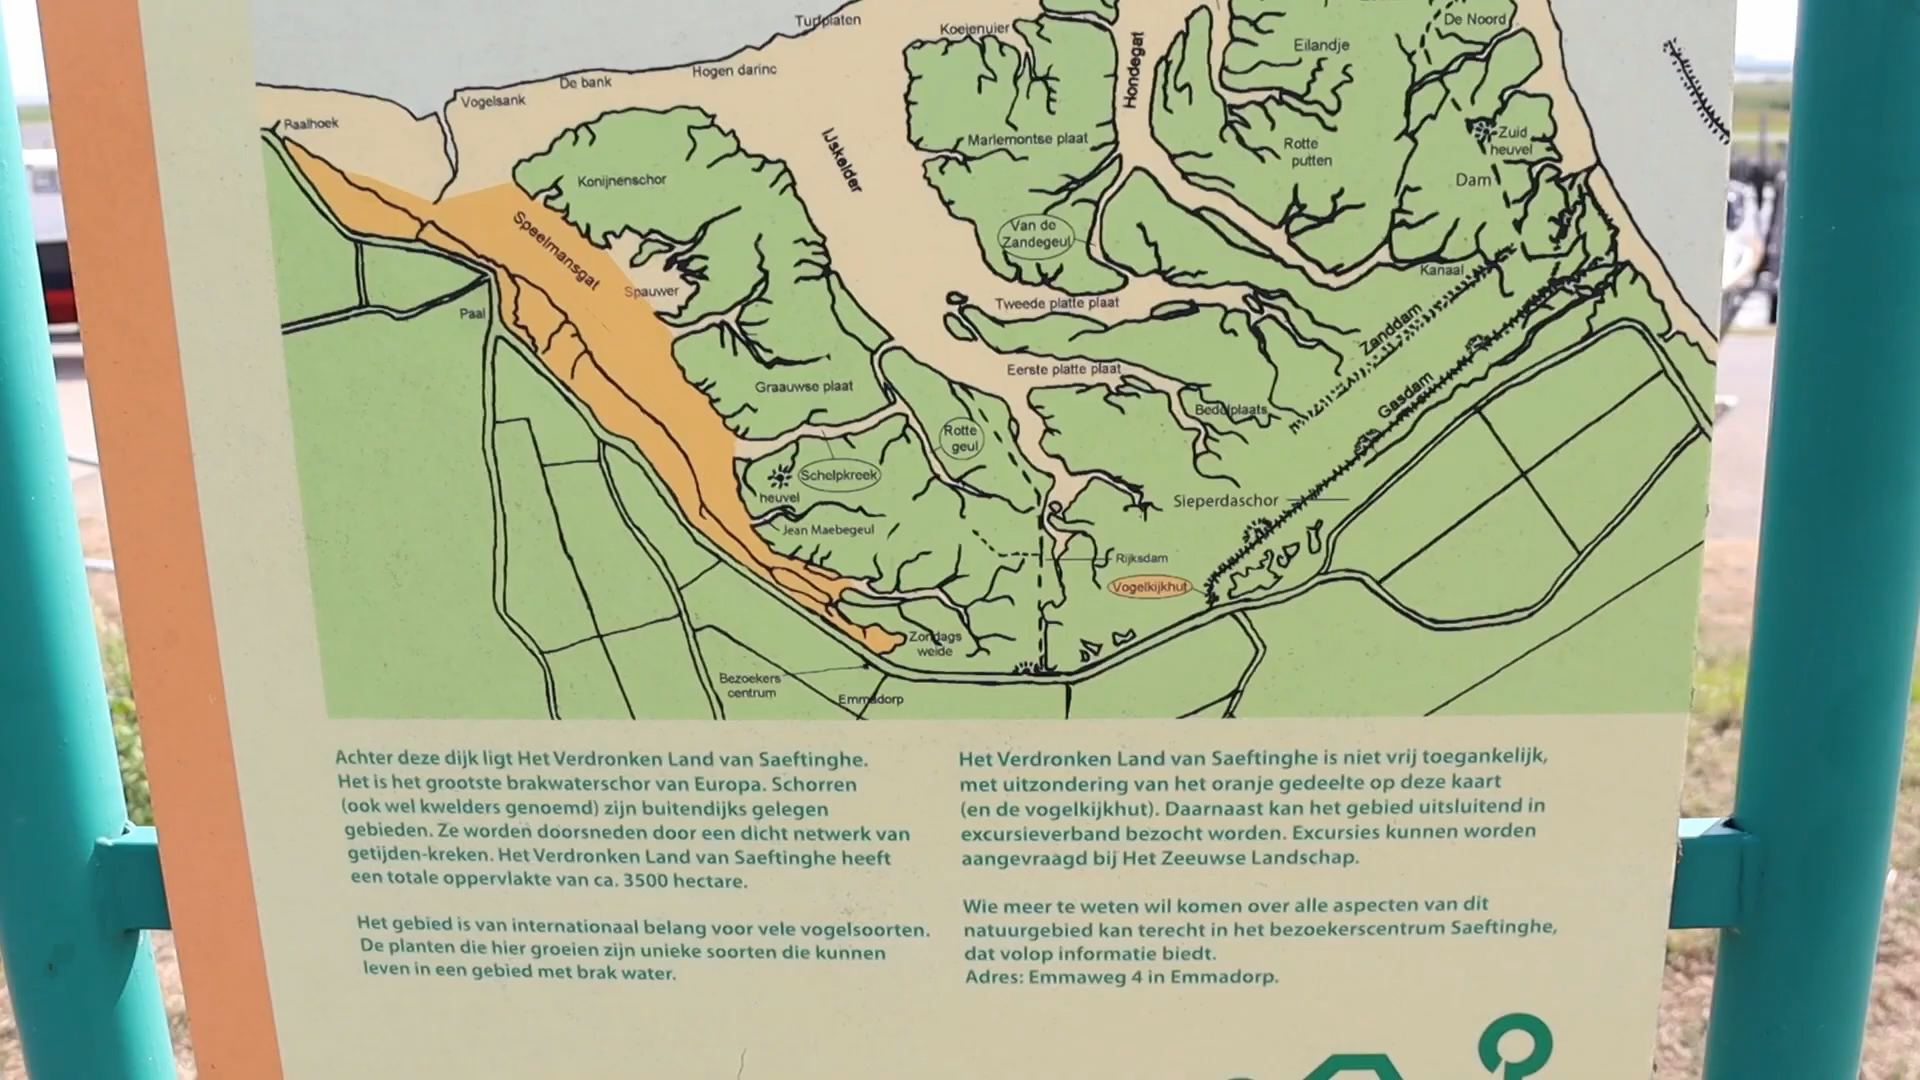 Turfplaten
Koeienuier
De Noord
Eilandje
Hondegat
Hogen darinc
De bank
Vogelsank
Raalhoek
IJskelder
Marlemontse plaat
Rotte
putten
Zuid
heuvel
Dam
Konijnenschor
Speelmansgat
Van de
Zandegeul
Kanaal
Spauwer
Tweede platte plaat
Paal
Zanddam
Eerste platte plaat
Graauwse plaat
Gasdam
Rotte
geul
Schelpkreek
heuvel
Sieperdaschor
Jean Maebegeul
Rijksdam
Vogelkijkhut
Zondags
weide
Bezoekers
centrum
Emmadorp
Achter deze dijk ligt Het Verdronken Land van Saeftinghe.
Het is het grootste brakwaterschor van Europa. Schorren
(ook wel kwelders genoemd) zijn buitendijks gelegen
gebieden. Ze worden doorsneden door een dicht netwerk van
getijden-kreken. Het Verdronken Land van Saeftinghe heeft
een totale oppervlakte van ca. 3500 hectare.
Het gebied is van internationaal belang voor vele vogelsoorten.
De planten die hier groeien zijn unieke soorten die kunnen
leven in een gebied met brak water.
Het Verdronken Land van Saeftinghe is niet vrij toegankelijk,
met uitzondering van het oranje gedeelte op deze kaart
(en de vogelkijkhut). Daarnaast kan het gebied uitsluitend in
excursieverband bezocht worden. Excursies kunnen worden
aangevraagd bij Het Zeeuwse Landschap.
Wie meer te weten wil komen over alle aspecten van dit
natuurgebied kan terecht in het bezoekerscentrum Saeftinghe,
dat volop informatie biedt.
Adres: Emmaweg 4 in Emmadorp.